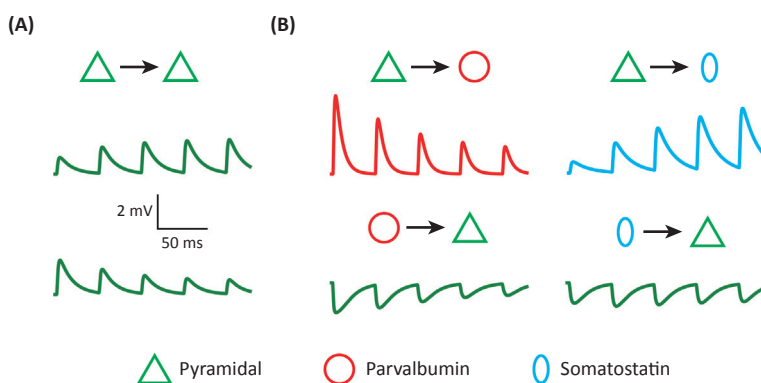 (A)
(B)
2 mV
50 ms
Pyramidal
Parvalbumin
Somatostatin